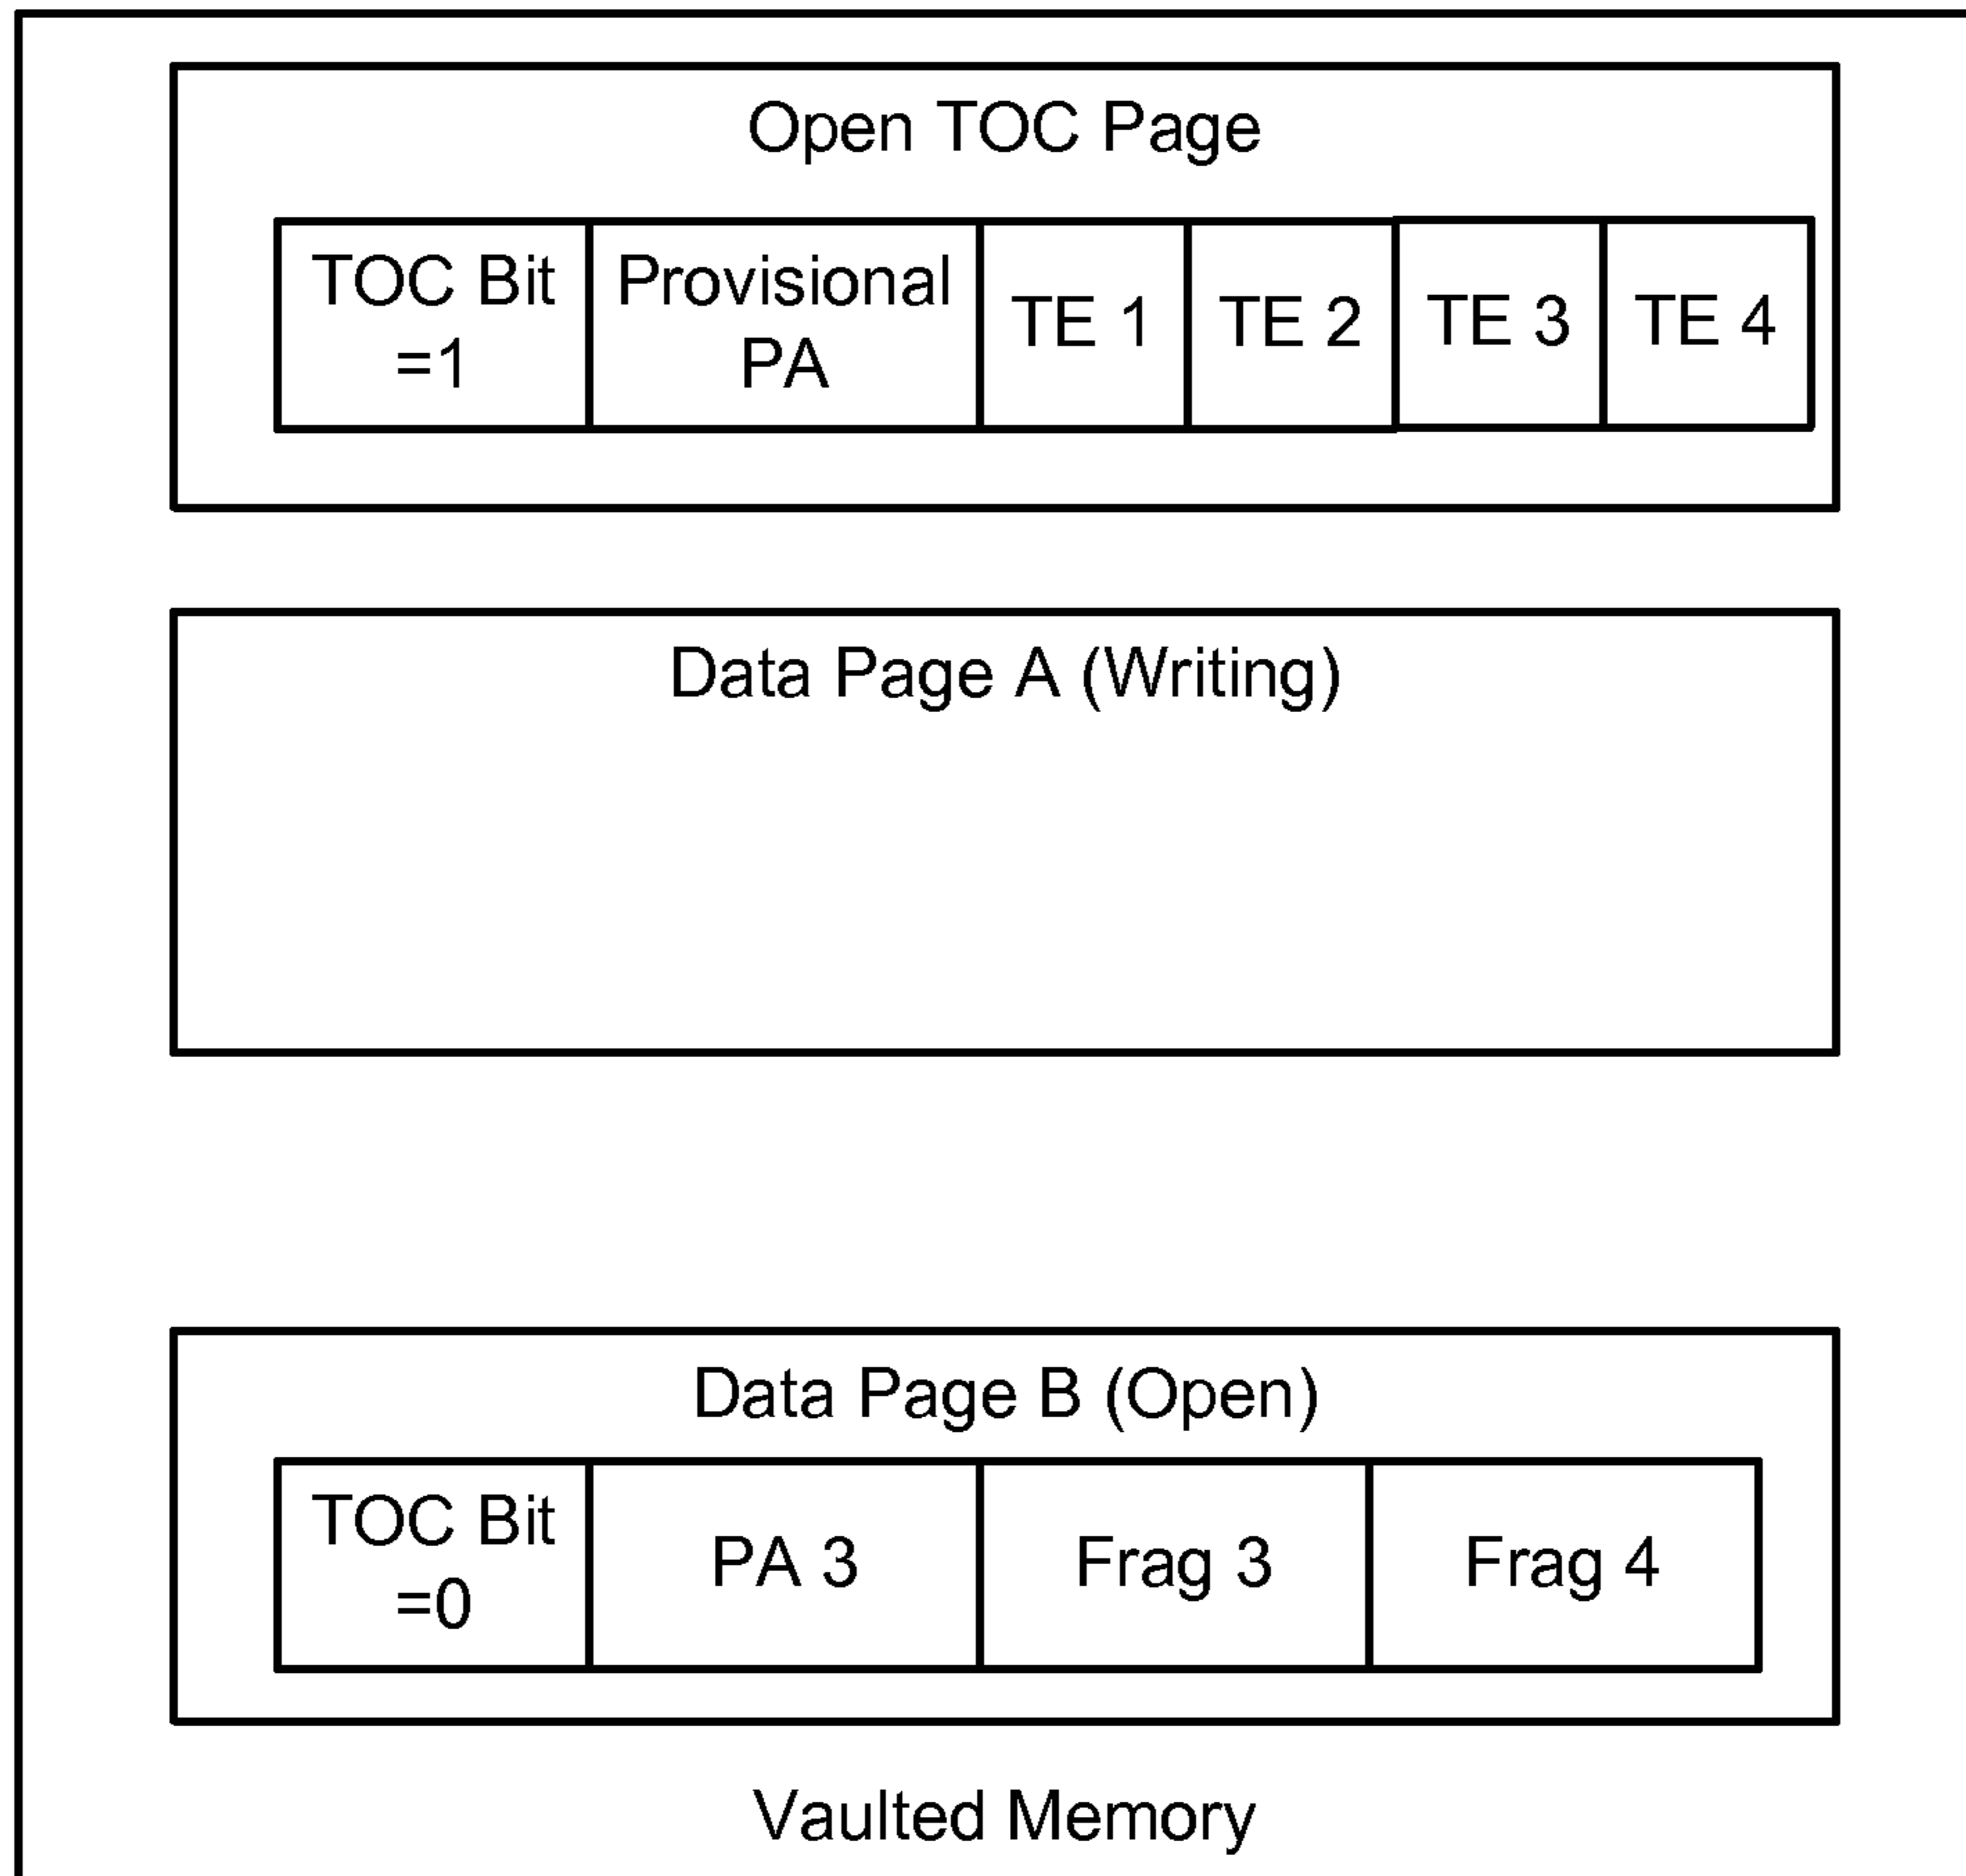 Open TOC Page
TOC Bit
=1
Provisional
PA
TE 1
TE 2
TE 3
TE 4
Data Page A (Writing)
Data Page B (Open)
TOC Bit
=0
PA 3
Frag 3
Frag 4
Vaulted Memory